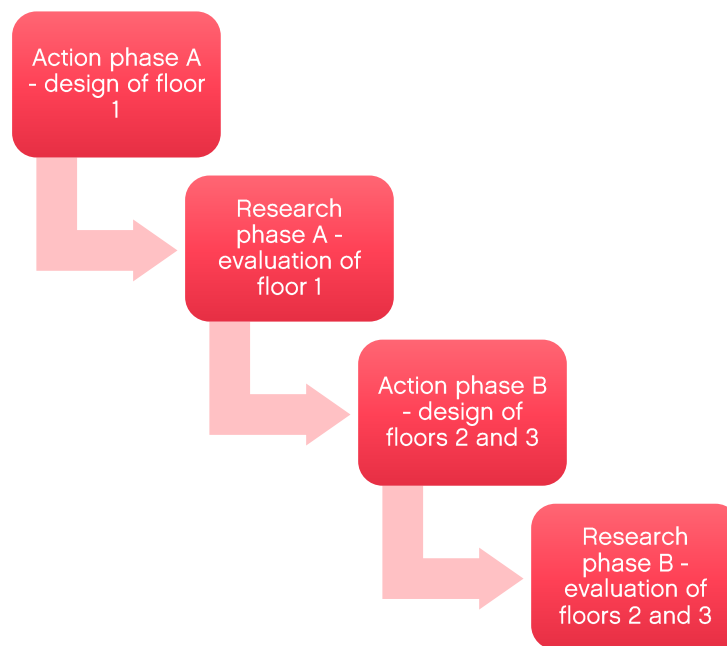 Action phase A
- design of floor
1
Research
phase A -
evaluation of
floor 1
Action phase B
- design of
floors 2 and 3
Research
phase B -
evaluation of
floors 2 and 3